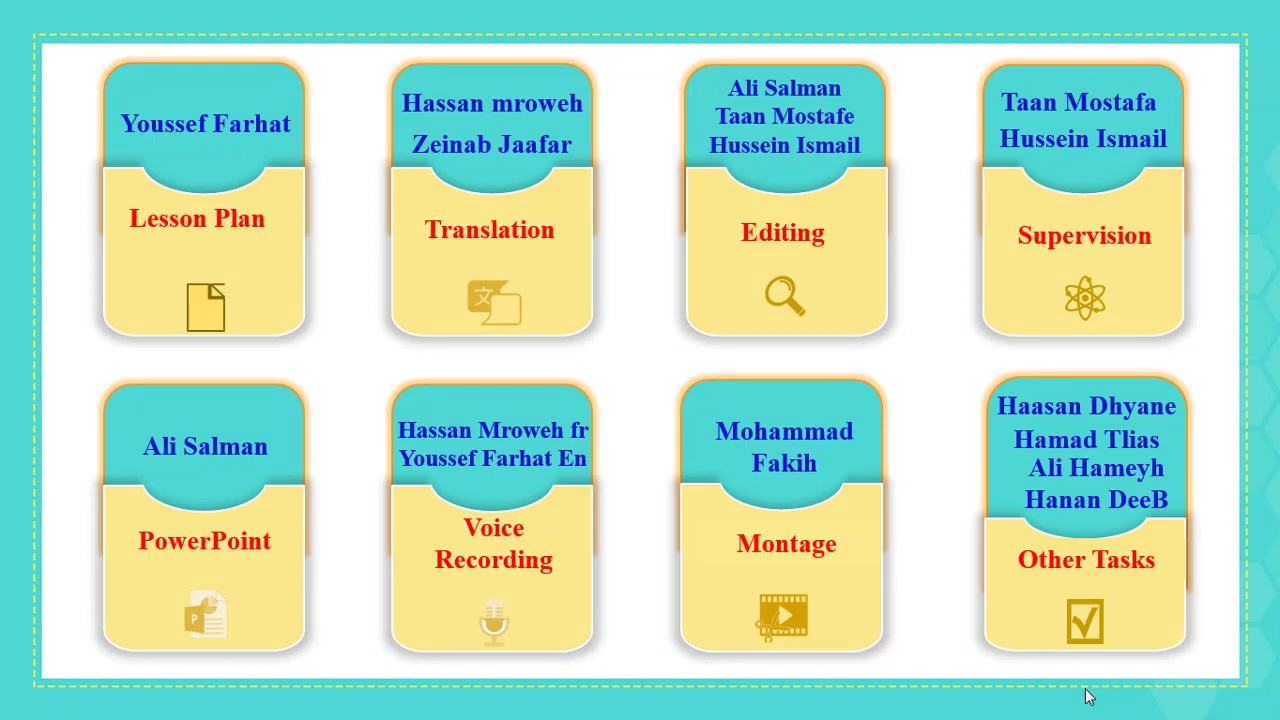 Youssef Farhat
Lesson Plan
Hassan mroweh
Zeinab Jaafar
Translation
文
Ali Salman
Taan Mostafe
Hussein Ismail
Editing
Taan Mostafa
Hussein Ismail
Supervision
Ali Salman
PowerPoint
P
Hassan Mroweh fr
Youssef Farhat En
Voice
Recording
Mohammad
Fakih
Montage
Haasan Dhyane
Hamad Tlias
Ali Hameyh
Hanan DeeB
Other Tasks